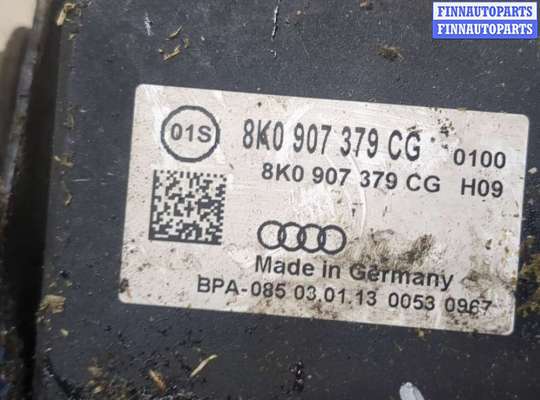 FINNAUTOPARTS
FINNAUTOPARTS
01S 8K0 907 379 CG 0100
8K0 907 379 CG H09
Made in Germany
BPA-085 03.01.13 0053 0967